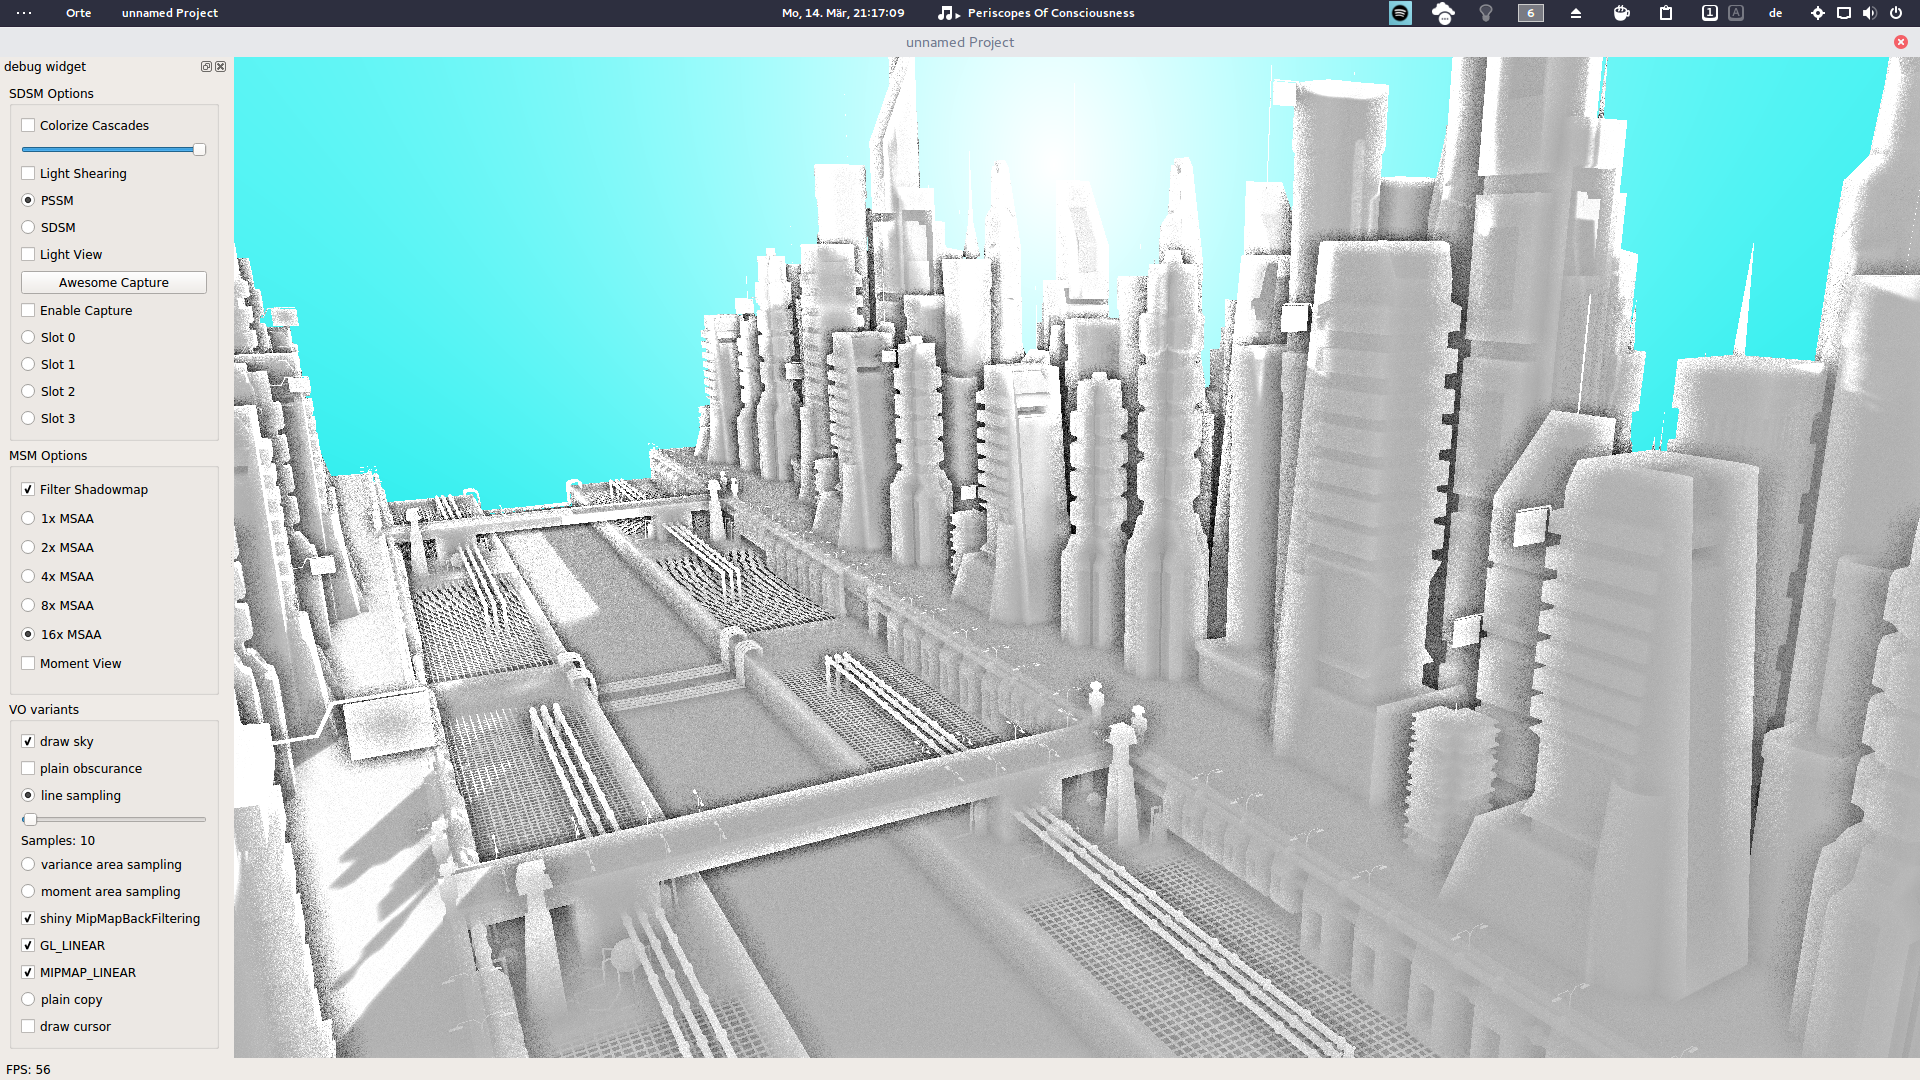 Orte unnamed Project Mo, 14. Mär, 21:17:09 Periscopes Of Consciousness 6 1 A de
unnamed Project
debug widget
SDSM Options
Colorize Cascades
Light Shearing
PSSM
SDSM
Light View
Awesome Capture
Enable Capture
Slot 0
Slot 1
Slot 2
Slot 3
MSM Options
Filter Shadowmap
1x MSAA
2x MSAA
4x MSAA
8x MSAA
16x MSAA
Moment View
VO variants
draw sky
plain obscurance
line sampling
Samples: 10
variance area sampling
moment area sampling
shiny MipMapBackFiltering
GL_LINEAR
MIPMAP_LINEAR
plain copy
draw cursor
FPS: 56